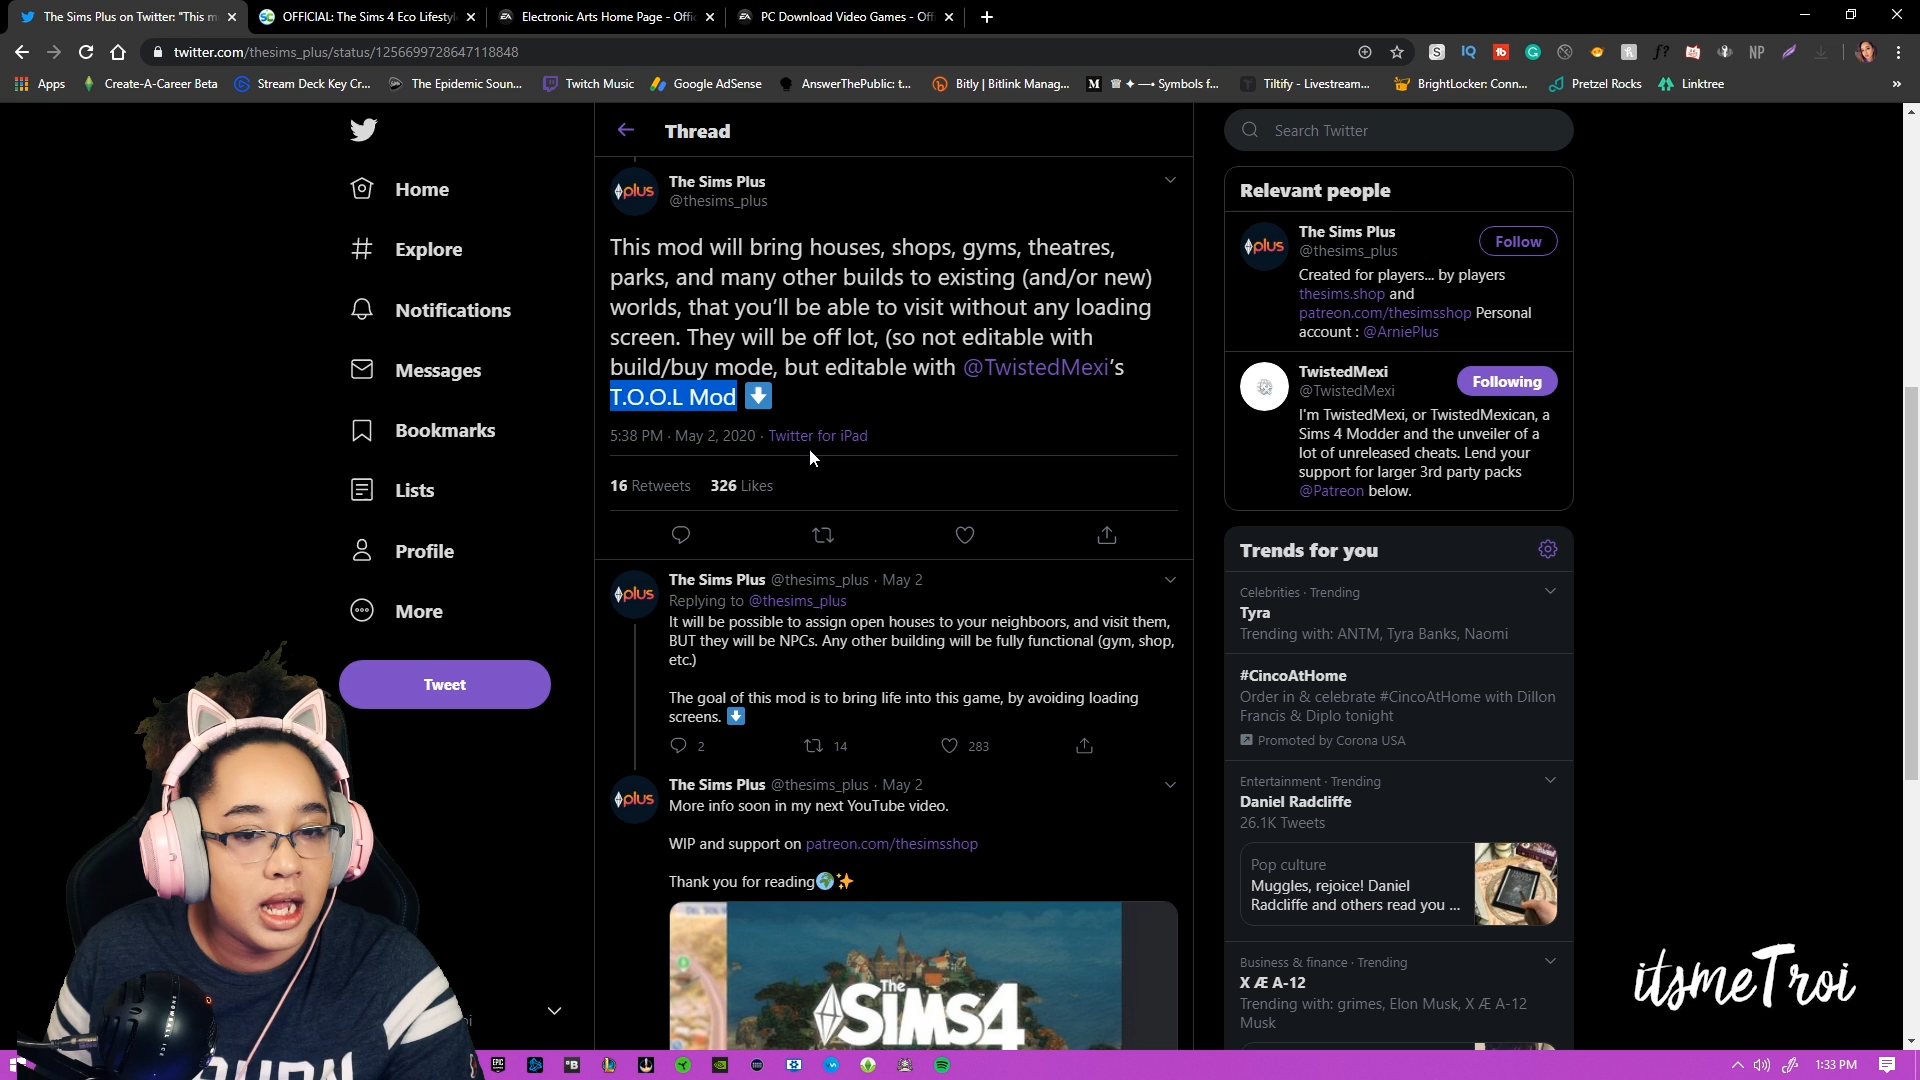 The Sims Plus on Twitter: "This m
OFFICIAL: The Sims 4 Eco Lifestyl
Electronic Arts Home Page - Offic
PC Download Video Games - Offi
twitter.com/thesims_plus/status/1256699728647118848
Apps
Create-A-Career Beta
Stream Deck Key Cr...
The Epidemic Soun...
Twitch Music
Google AdSense
AnswerThePublic: t...
Bitly | Bitlink Manag...
Symbols f...
Tiltify - Livestream...
BrightLocker: Conn...
Pretzel Rocks
Linktree
Home
Explore
Notifications
Messages
Bookmarks
Lists
Profile
More
Tweet
Thread
plus
The Sims Plus
@thesims_plus
This mod will bring houses, shops, gyms, theatres,
parks, and many other builds to existing (and/or new)
worlds, that you’ll be able to visit without any loading
screen. They will be off lot, (so not editable with
build/buy mode, but editable with @TwistedMexi’s
T.O.O.L Mod ⬇️
5:38 PM · May 2, 2020 · Twitter for iPad
16 Retweets 326 Likes
plus
The Sims Plus @thesims_plus · May 2
Replying to @thesims_plus
It will be possible to assign open houses to your neighboors, and visit them,
BUT they will be NPCs. Any other building will be fully functional (gym, shop,
etc.)
The goal of this mod is to bring life into this game, by avoiding loading
screens. ⬇️
2 14 283
plus
The Sims Plus @thesims_plus · May 2
More info soon in my next YouTube video.
WIP and support on patreon.com/thesimsshop
Thank you for reading🌍✨
The
SiMS4
Search Twitter
Relevant people
plus
The Sims Plus
@thesims_plus
Follow
Created for players... by players
thesims.shop and
patreon.com/thesimsshop Personal
account : @ArniePlus
TwistedMexi
@TwistedMexi
Following
I'm TwistedMexi, or TwistedMexican, a
Sims 4 Modder and the unveiler of a
lot of unreleased cheats. Lend your
support for larger 3rd party packs
@Patreon below.
Trends for you
Celebrities · Trending
Tyra
Trending with: ANTM, Tyra Banks, Naomi
#CincoAtHome
Order in & celebrate #CincoAtHome with Dillon
Francis & Diplo tonight
Promoted by Corona USA
Entertainment · Trending
Daniel Radcliffe
26.1K Tweets
Pop culture
Muggles, rejoice! Daniel
Radcliffe and others read you ...
Business & finance · Trending
X Æ A-12
Trending with: grimes, Elon Musk, X Æ A-12
Musk
itsmeTroi
1:33 PM